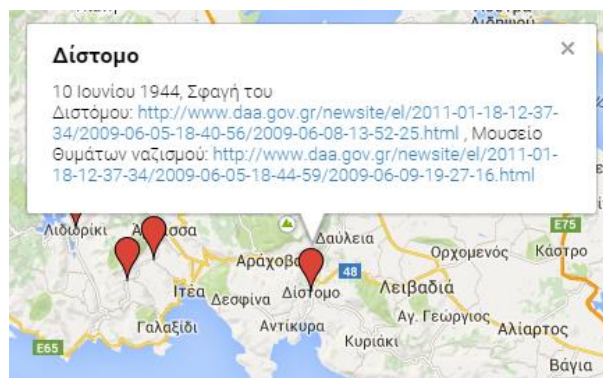 Δίστομο
10 Ιουνίου 1944, Σφαγή του
Διστόμου: http://www.daa.gov.gr/newsite/el/2011-01-18-12-37-
34/2009-06-05-18-40-56/2009-06-08-13-52-25.html , Μουσείο
Θυμάτων ναζισμού: http://www.daa.gov.gr/newsite/el/2011-01-
18-12-37-34/2009-06-05-18-44-59/2009-06-09-19-27-16.html
E75
Λιδωρίκι
Δαύλεια
Ορχομενός
Κάστρο
48
Ιτέα
Δεσφίνα
Δίστομο
Λειβαδιά
Γαλαξίδι
Αντίκυρα
Αγ. Γεώργιος
Αλίαρτος
Κυριάκι
E65
Βάγια